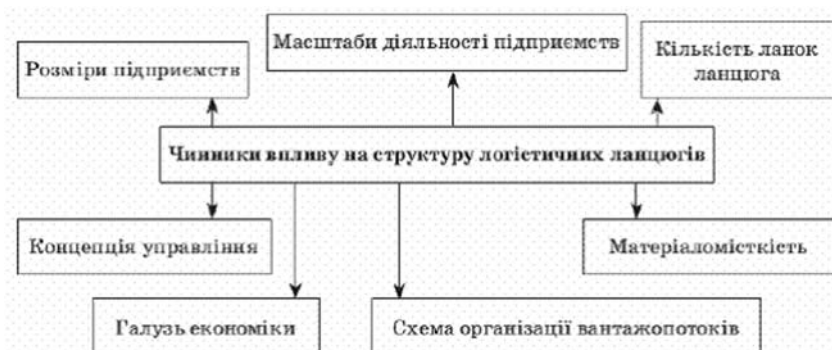 Масштаби діяльності підприємств
Розміри підприємств
Кількість ланок
ланцюга
Чинники впливу на структуру логістичних ланцюгів
Концепція управління
Матеріаломісткість
Галузь економіки
Схема організації вантажопотоків